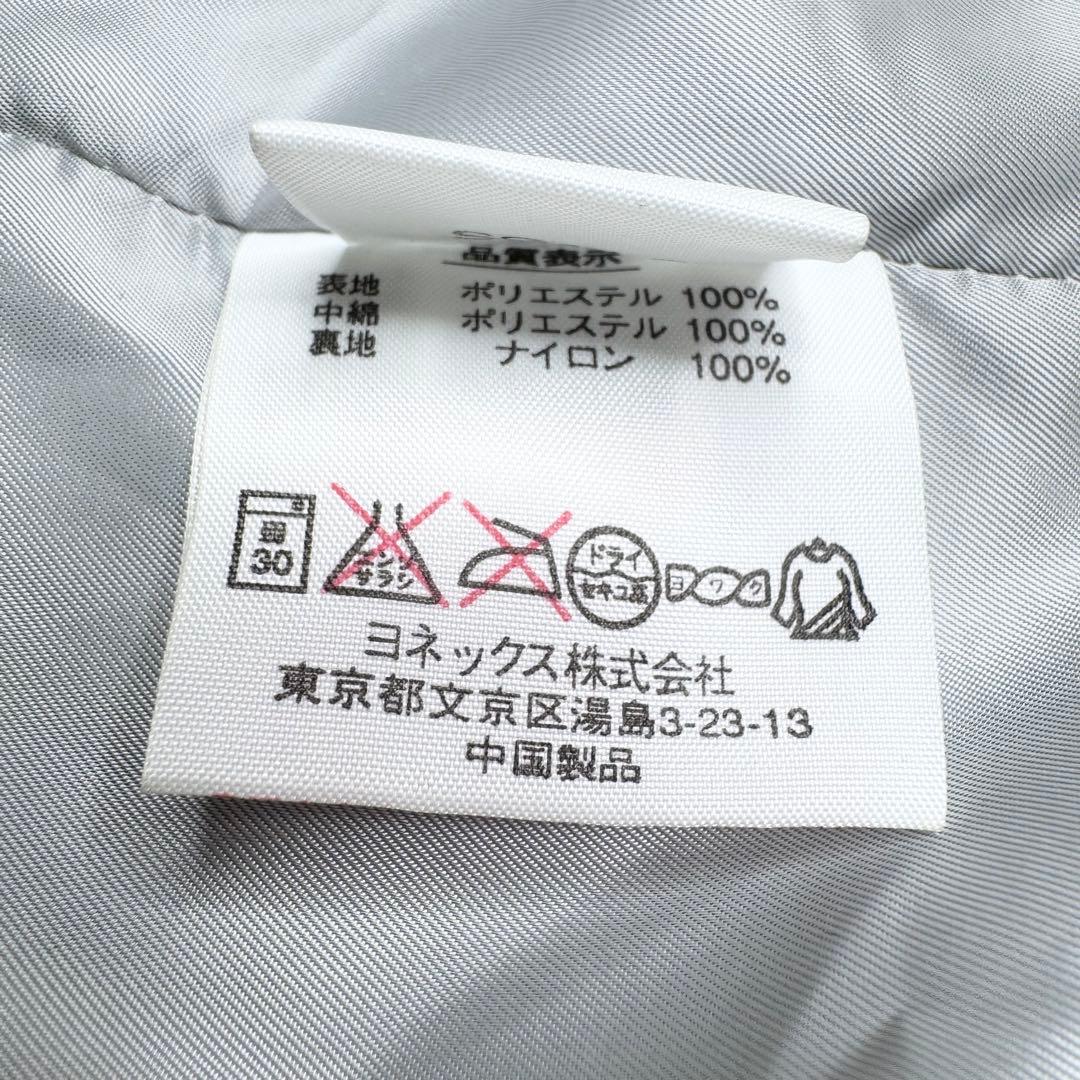 品質表示
表地 ポリエステル 100%
中綿 ポリエステル 100%
裏地 ナイロン 100%
30
エンソ
サラシ
ドライ
セキユ系
ヨワク
ヨネックス株式会社
東京都文京区湯島3-23-13
中国製品